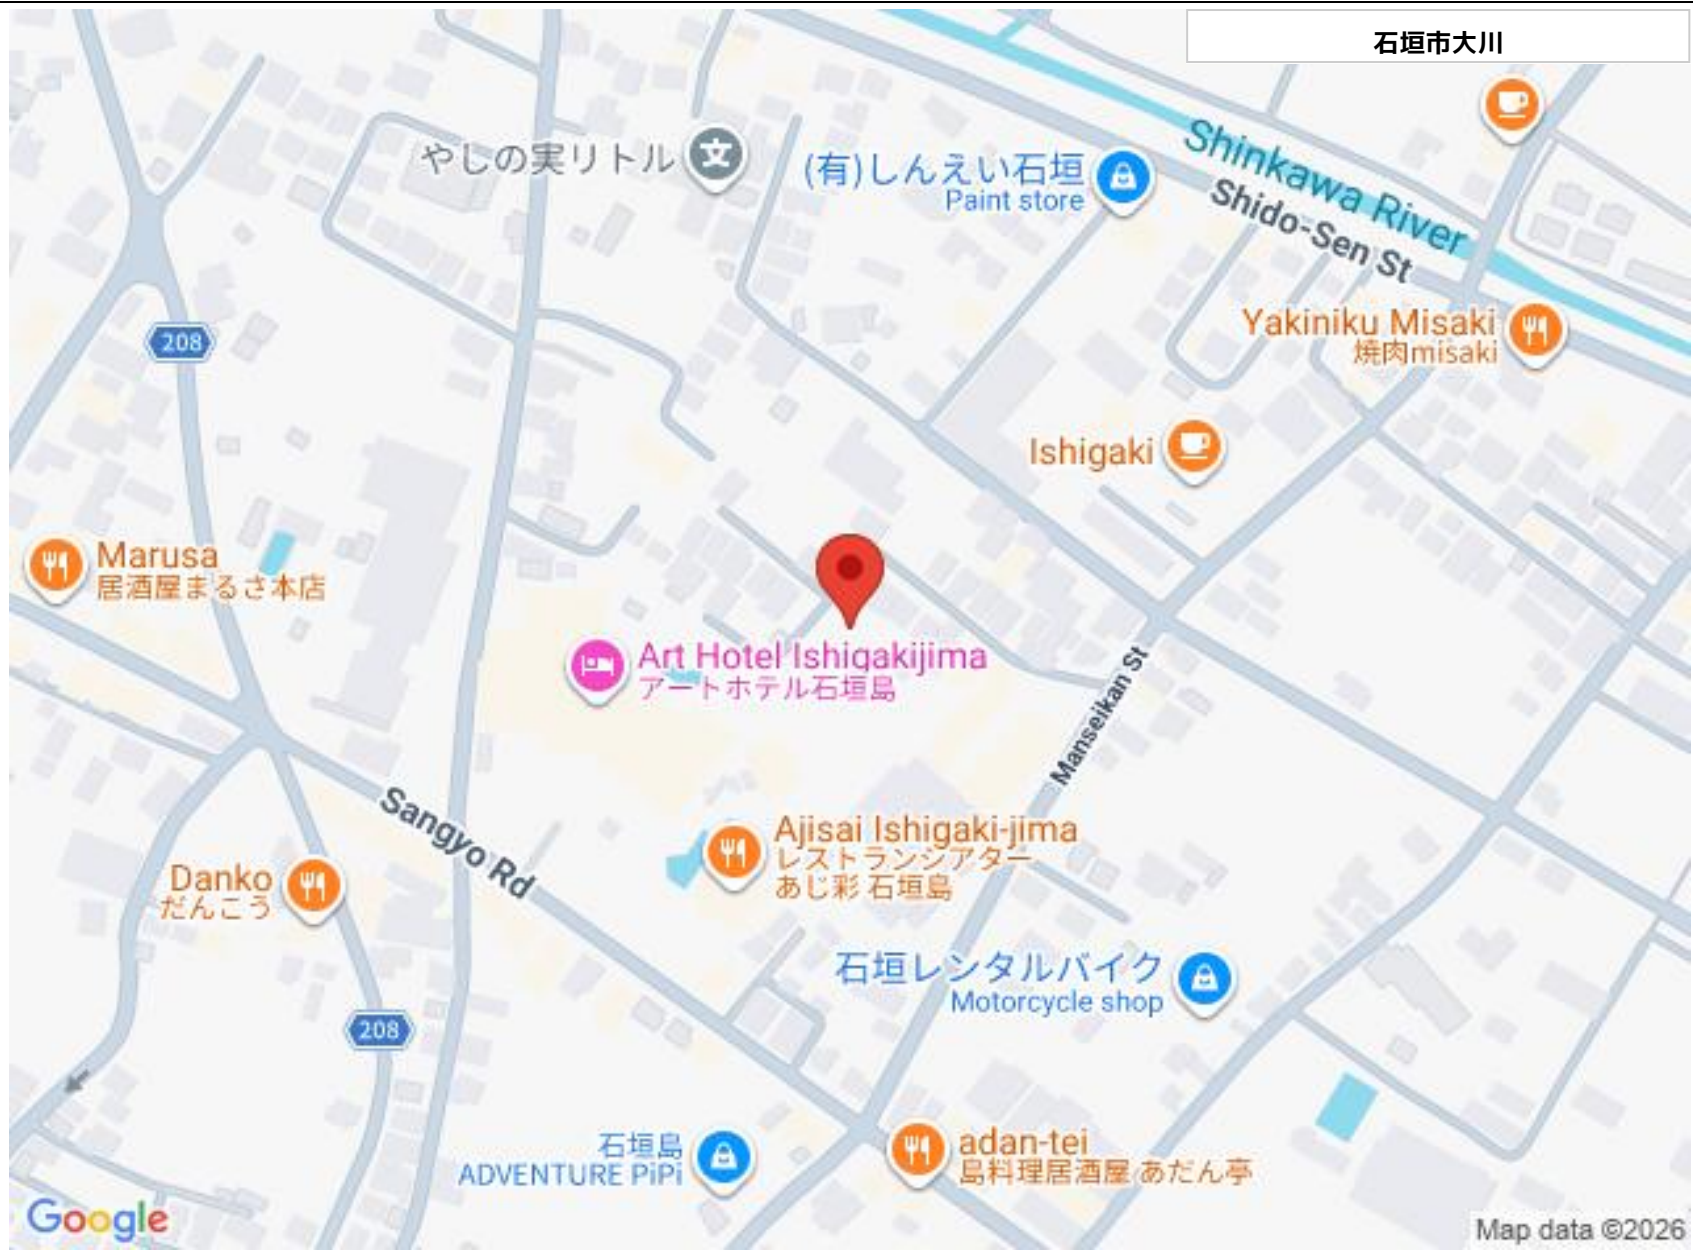 石垣市大川
Shinkawa River
Shido-Sen St
やしの実リトル
(有)しんえい石垣
Paint store
208
Yakiniku Misaki
焼肉misaki
Ishigaki
Marusa
居酒屋まるさ本店
Art Hotel Ishigakijima
アートホテル石垣島
Manseikan St
Sangyo Rd
Ajisai Ishigaki-jima
レストランシアター
あじ彩 石垣島
Danko
だんこう
石垣レンタルバイク
Motorcycle shop
208
石垣島
ADVENTURE PiPi
adan-tei
島料理居酒屋 あだん亭
Google
Map data ©2026